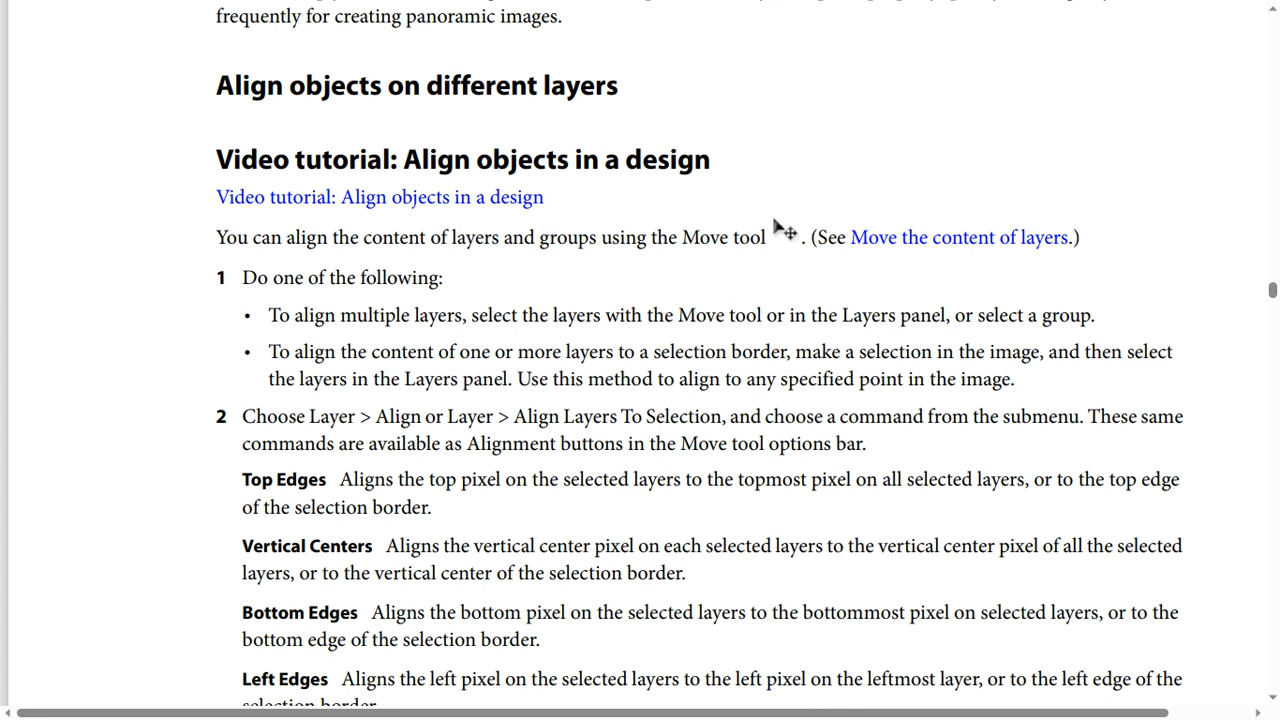 frequently for creating panoramic images.
Align objects on different layers
Video tutorial: Align objects in a design
Video tutorial: Align objects in a design
You can align the content of layers and groups using the Move tool . (See Move the content of layers.)
1 Do one of the following:
• To align multiple layers, select the layers with the Move tool or in the Layers panel, or select a group.
• To align the content of one or more layers to a selection border, make a selection in the image, and then select
the layers in the Layers panel. Use this method to align to any specified point in the image.
2 Choose Layer > Align or Layer > Align Layers To Selection, and choose a command from the submenu. These same
commands are available as Alignment buttons in the Move tool options bar.
Top Edges Aligns the top pixel on the selected layers to the topmost pixel on all selected layers, or to the top edge
of the selection border.
Vertical Centers Aligns the vertical center pixel on each selected layers to the vertical center pixel of all the selected
layers, or to the vertical center of the selection border.
Bottom Edges Aligns the bottom pixel on the selected layers to the bottommost pixel on selected layers, or to the
bottom edge of the selection border.
Left Edges Aligns the left pixel on the selected layers to the left pixel on the leftmost layer, or to the left edge of the
selection border.